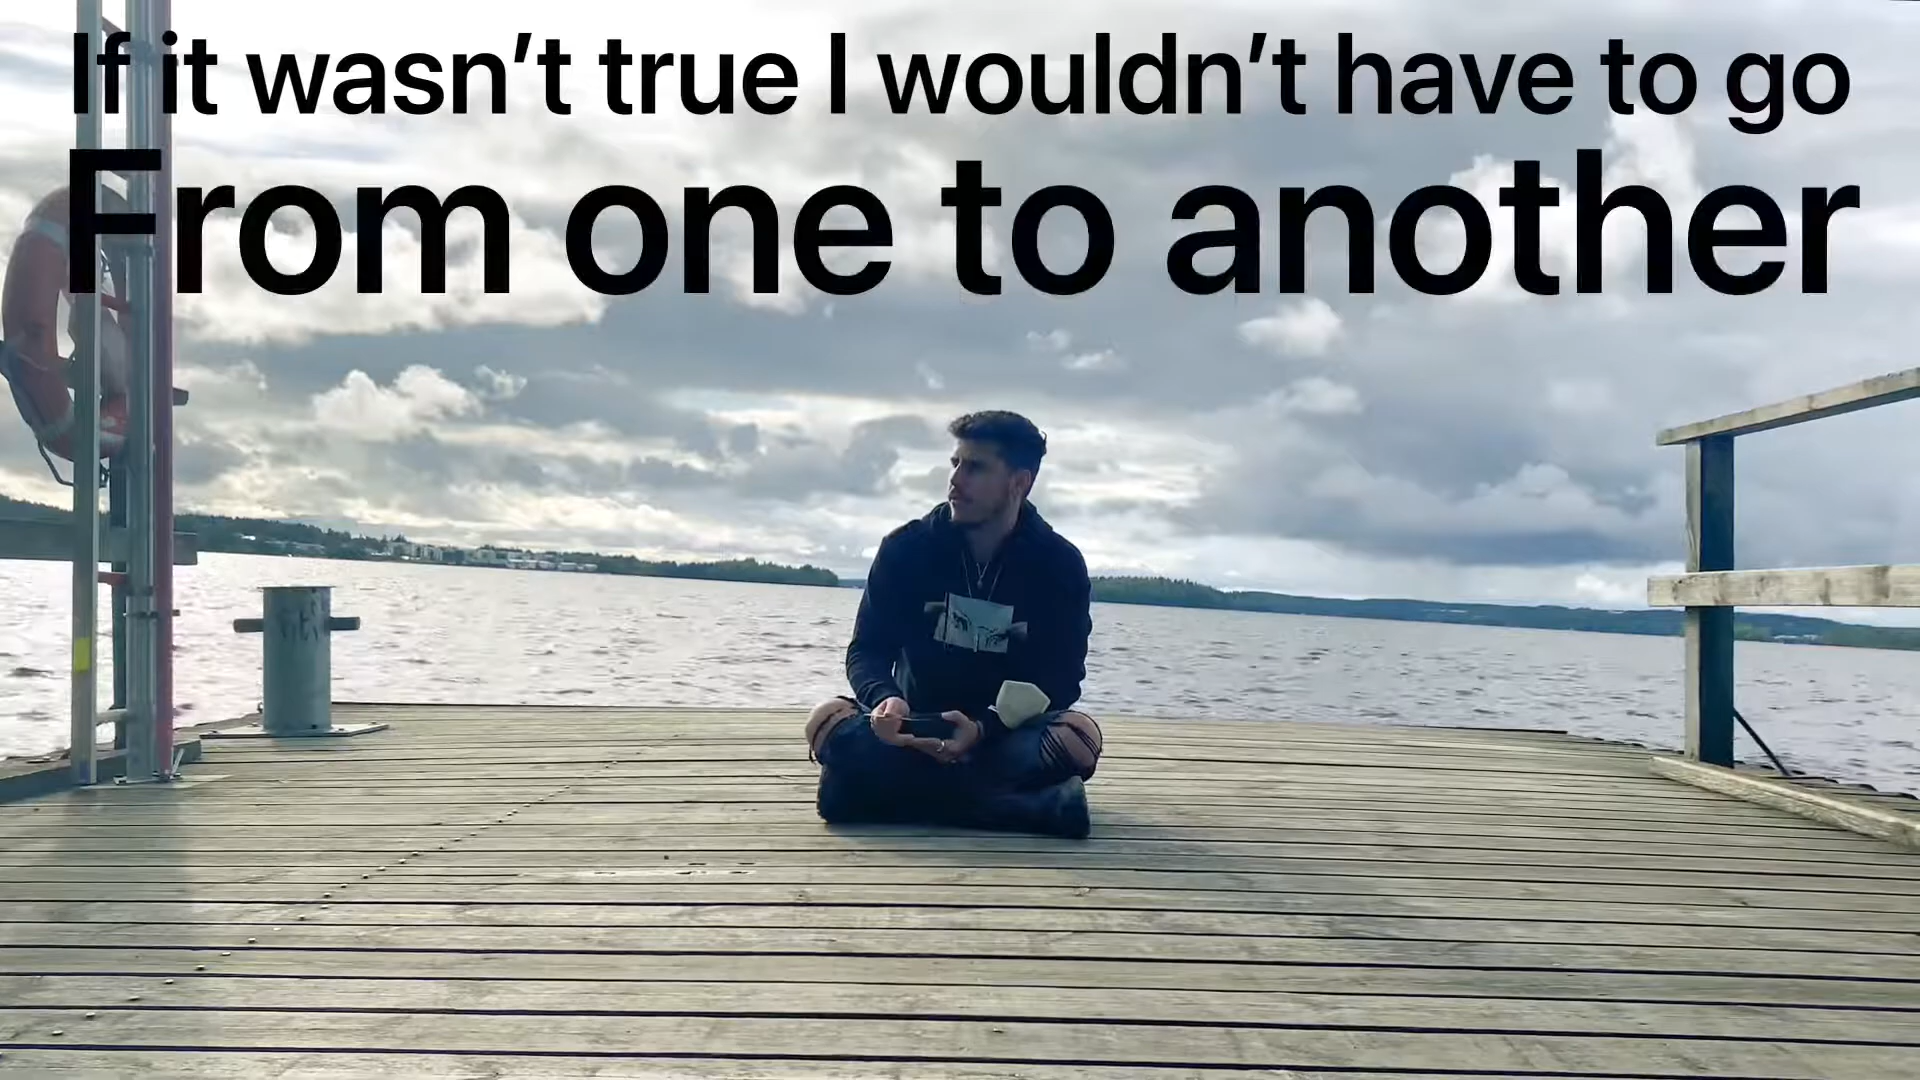 If it wasn’t true I wouldn’t have to go
From one to another